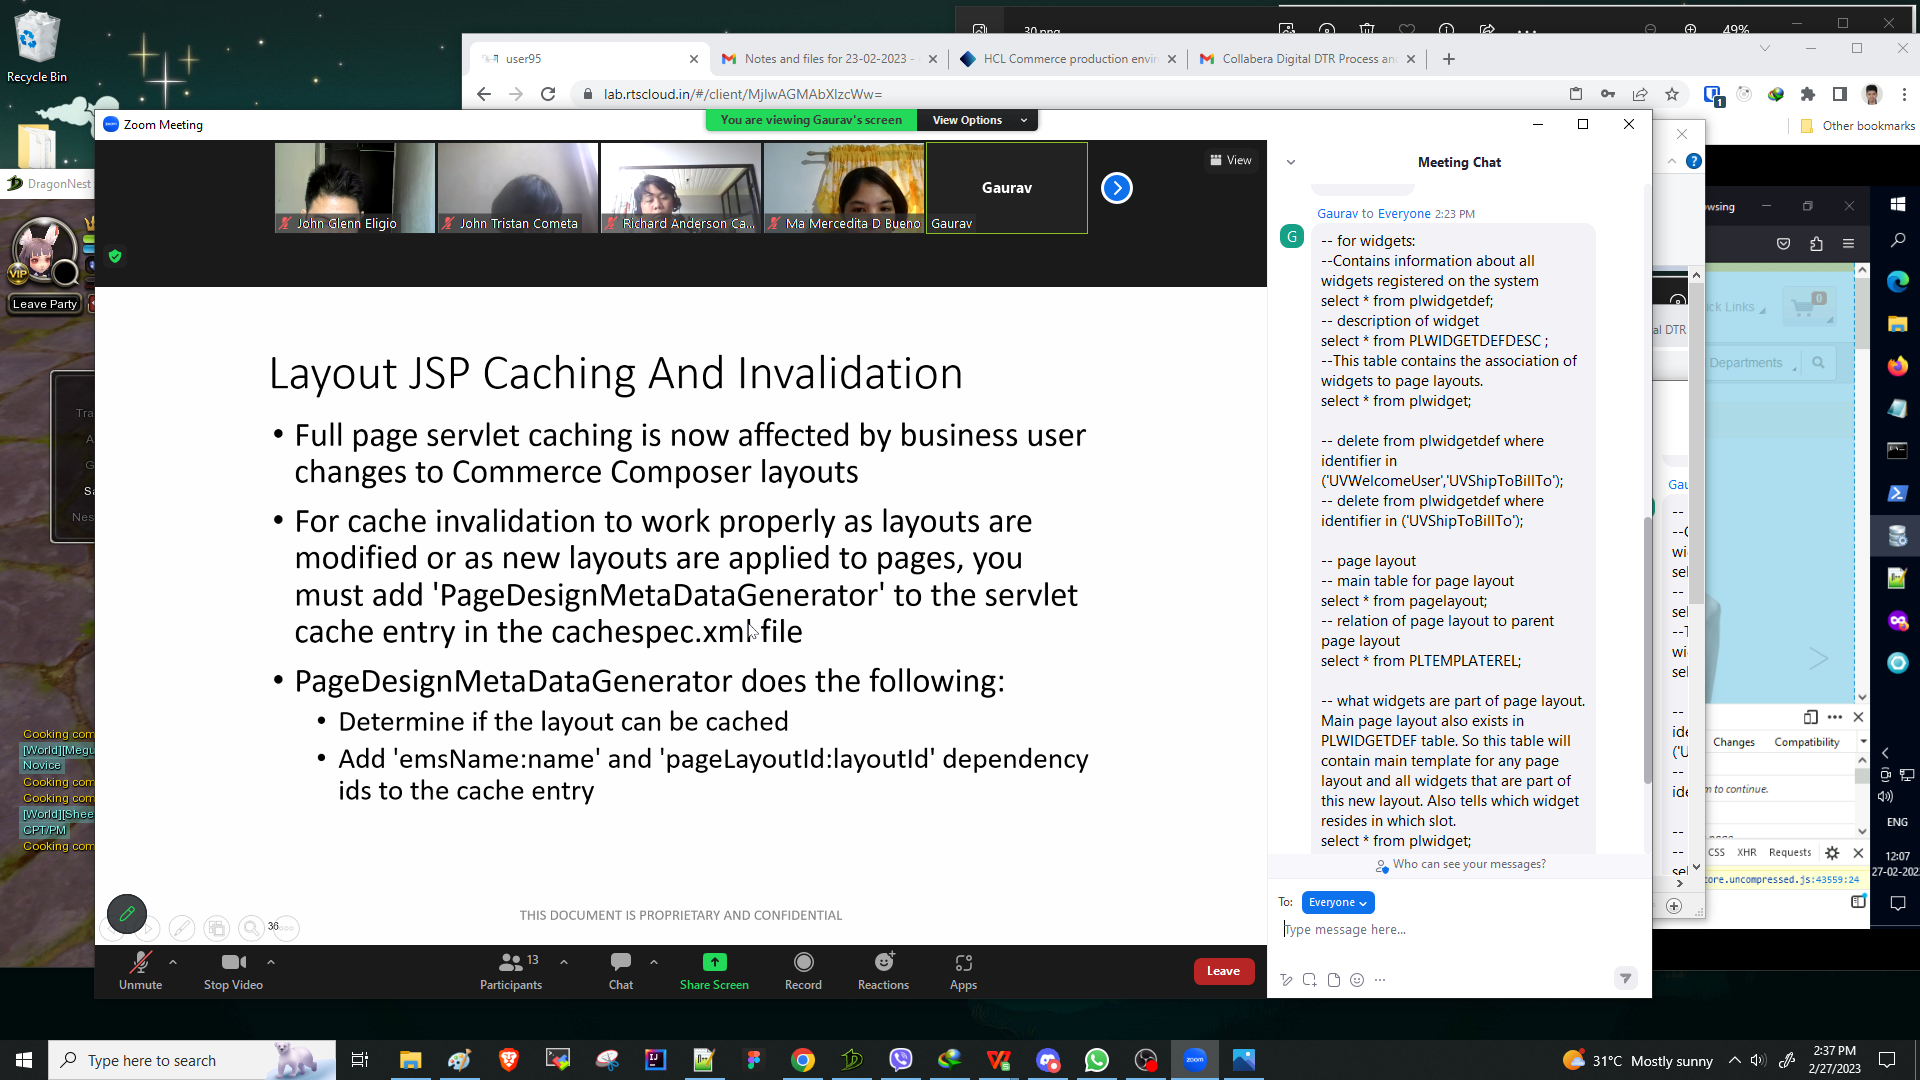 Recycle Bin
30.png
49%
user95
Notes and files for 23-02-2023 -
HCL Commerce production envir
Collabera Digital DTR Process an
lab.rtscloud.in/#/client/MjIwAGMAbXlzcWw=
Other bookmarks
Zoom Meeting
You are viewing Gaurav's screen
View Options
DragonNest
VIP
Leave Party
View
John Glenn Eligio
John Tristan Cometa
Richard Anderson Ca...
Ma Mercedita D Bueno
Gaurav
Gaurav
Layout JSP Caching And Invalidation
• Full page servlet caching is now affected by business user
changes to Commerce Composer layouts
• For cache invalidation to work properly as layouts are
modified or as new layouts are applied to pages, you
must add 'PageDesignMetaDataGenerator' to the servlet
cache entry in the cachespec.xml file
• PageDesignMetaDataGenerator does the following:
• Determine if the layout can be cached
• Add 'emsName:name' and 'pageLayoutId:layoutId' dependency
ids to the cache entry
THIS DOCUMENT IS PROPRIETARY AND CONFIDENTIAL
36
Cooking com
[World][Megu
Novice
Cooking com
Cooking com
[World][Shee
CPT/PM
Cooking com
Unmute
Stop Video
13
Participants
Chat
Share Screen
Record
Reactions
Apps
Leave
Meeting Chat
Gaurav to Everyone 2:23 PM
G
-- for widgets:
--Contains information about all
widgets registered on the system
select * from plwidgetdef;
-- description of widget
select * from PLWIDGETDEFDESC ;
--This table contains the association of
widgets to page layouts.
select * from plwidget;
-- delete from plwidgetdef where
identifier in
('UVWelcomeUser','UVShipToBillTo');
-- delete from plwidgetdef where
identifier in ('UVShipToBillTo');
-- page layout
-- main table for page layout
select * from pagelayout;
-- relation of page layout to parent
page layout
select * from PLTEMPLATEREL;
-- what widgets are part of page layout.
Main page layout also exists in
PLWIDGETDEF table. So this table will
contain main template for any page
layout and all widgets that are part of
this new layout. Also tells which widget
resides in which slot.
select * from plwidget;
Who can see your messages?
To: Everyone
Type message here...
wsing
ck Links
0
al DTR
Departments
Gau
Changes
Compatibility
m to continue.
CSS XHR Requests
core.uncompressed.js:43559:24
ENG
12:07
27-02-202
Type here to search
31°C Mostly sunny
2:37 PM
2/27/2023